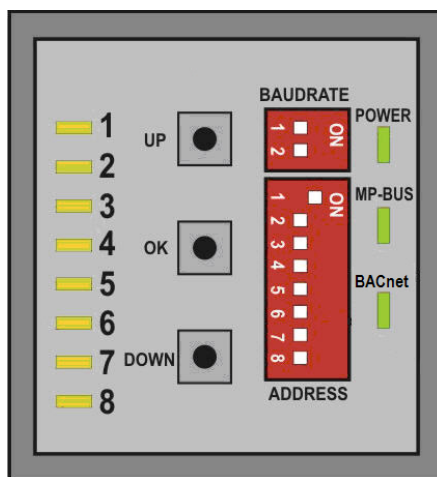 1
2
3
4
5
6
7
8
UP
OK
DOWN
BAUDRATE
1
2
ON
1
2
3
4
5
6
7
8
ON
ADDRESS
POWER
MP-BUS
BACnet